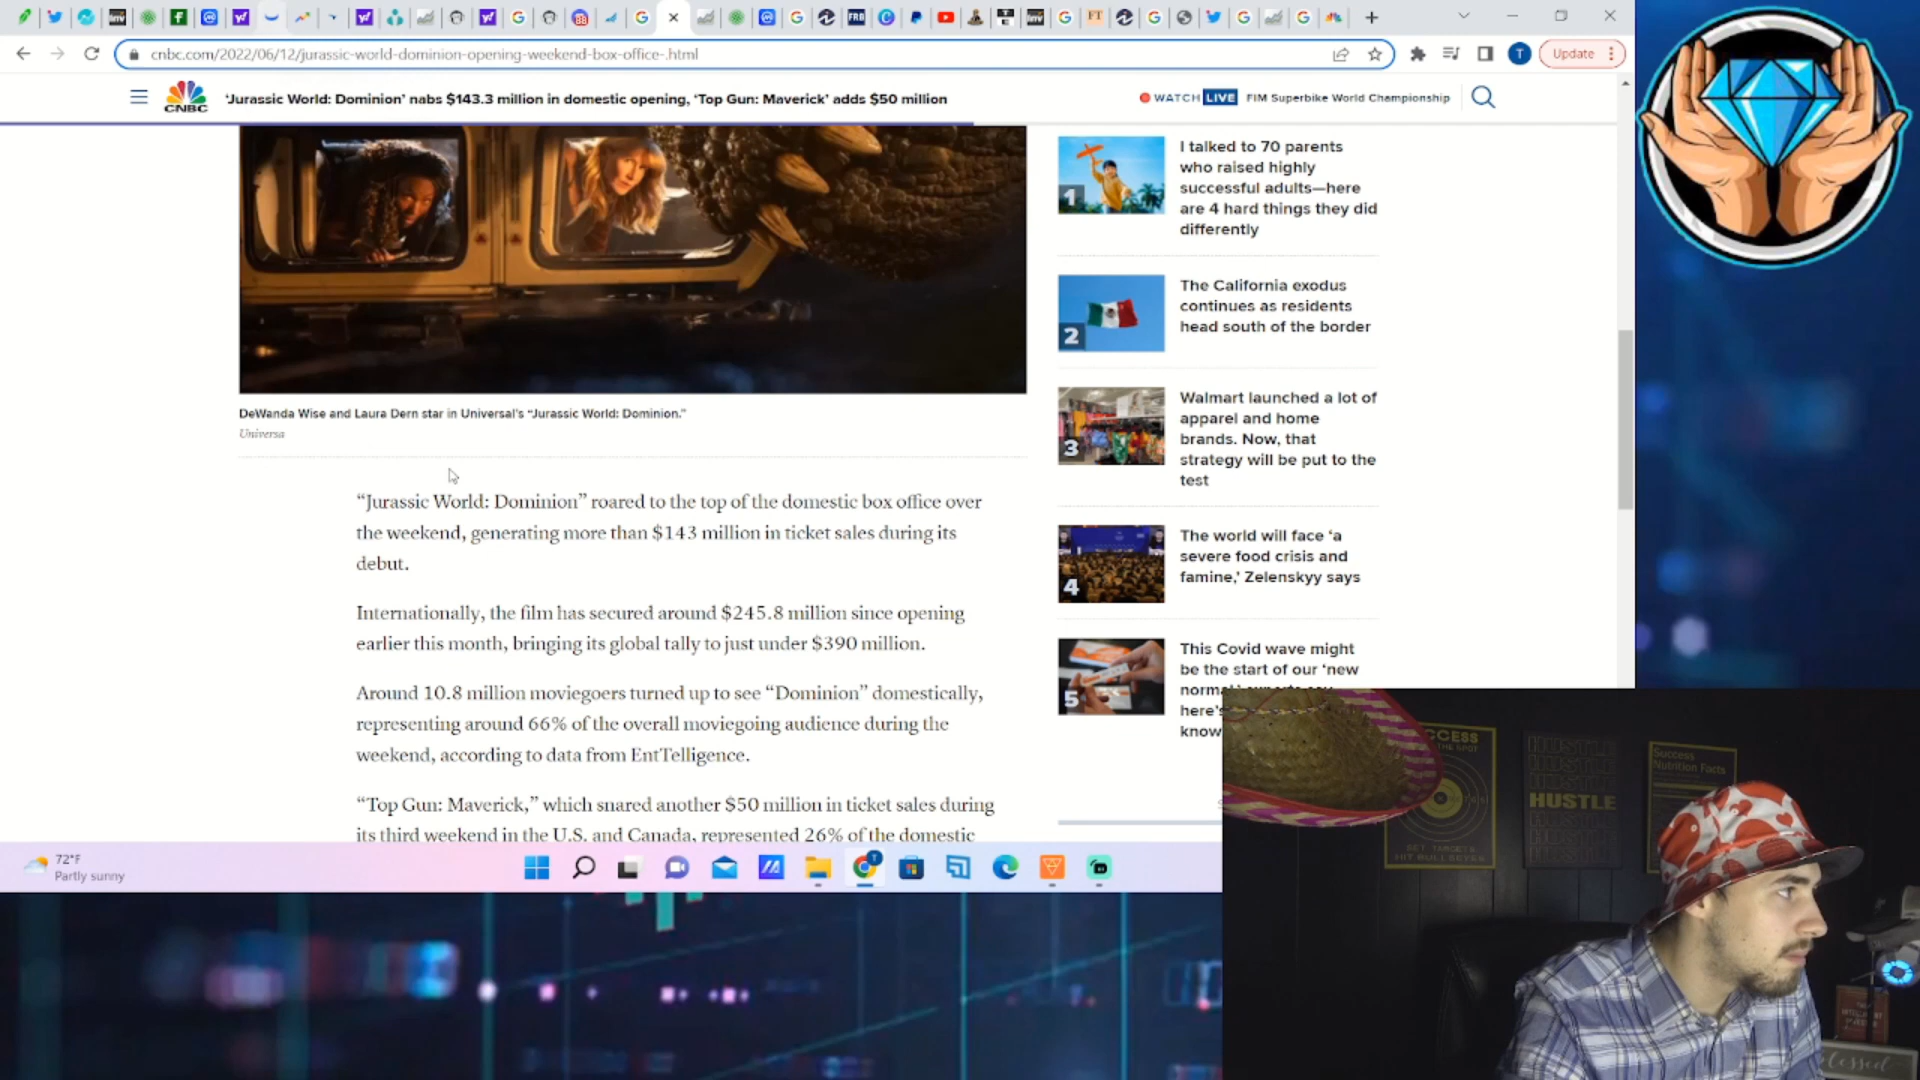 cnbc.com/2022/06/12/jurassic-world-dominion-opening-weekend-box-office-.html
T
Update
CNBC
‘Jurassic World: Dominion’ nabs $143.3 million in domestic opening, ‘Top Gun: Maverick’ adds $50 million
WATCH LIVE FIM Superbike World Championship
DeWanda Wise and Laura Dern star in Universal’s “Jurassic World: Dominion.”
Universa
“Jurassic World: Dominion” roared to the top of the domestic box office over
the weekend, generating more than $143 million in ticket sales during its
debut.
Internationally, the film has secured around $245.8 million since opening
earlier this month, bringing its global tally to just under $390 million.
Around 10.8 million moviegoers turned up to see “Dominion” domestically,
representing around 66% of the overall moviegoing audience during the
weekend, according to data from EntTelligence.
“Top Gun: Maverick,” which snared another $50 million in ticket sales during
its third weekend in the U.S. and Canada, represented 26% of the domestic
1
I talked to 70 parents
who raised highly
successful adults—here
are 4 hard things they did
differently
2
The California exodus
continues as residents
head south of the border
3
Walmart launched a lot of
apparel and home
brands. Now, that
strategy will be put to the
test
4
The world will face ‘a
severe food crisis and
famine,’ Zelenskyy says
5
This Covid wave might
be the start of our ‘new
72°F
Partly sunny
HUSTLE
HUSTLE
Success
Nutrition Facts
SET TARGETS
HIT BULLSEYES